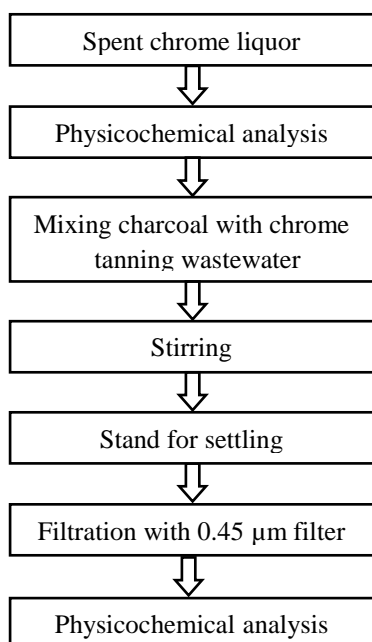 Spent chrome liquor
Physicochemical analysis
Mixing charcoal with chrome
tanning wastewater
Stirring
Stand for settling
Filtration with 0.45 µm filter
Physicochemical analysis